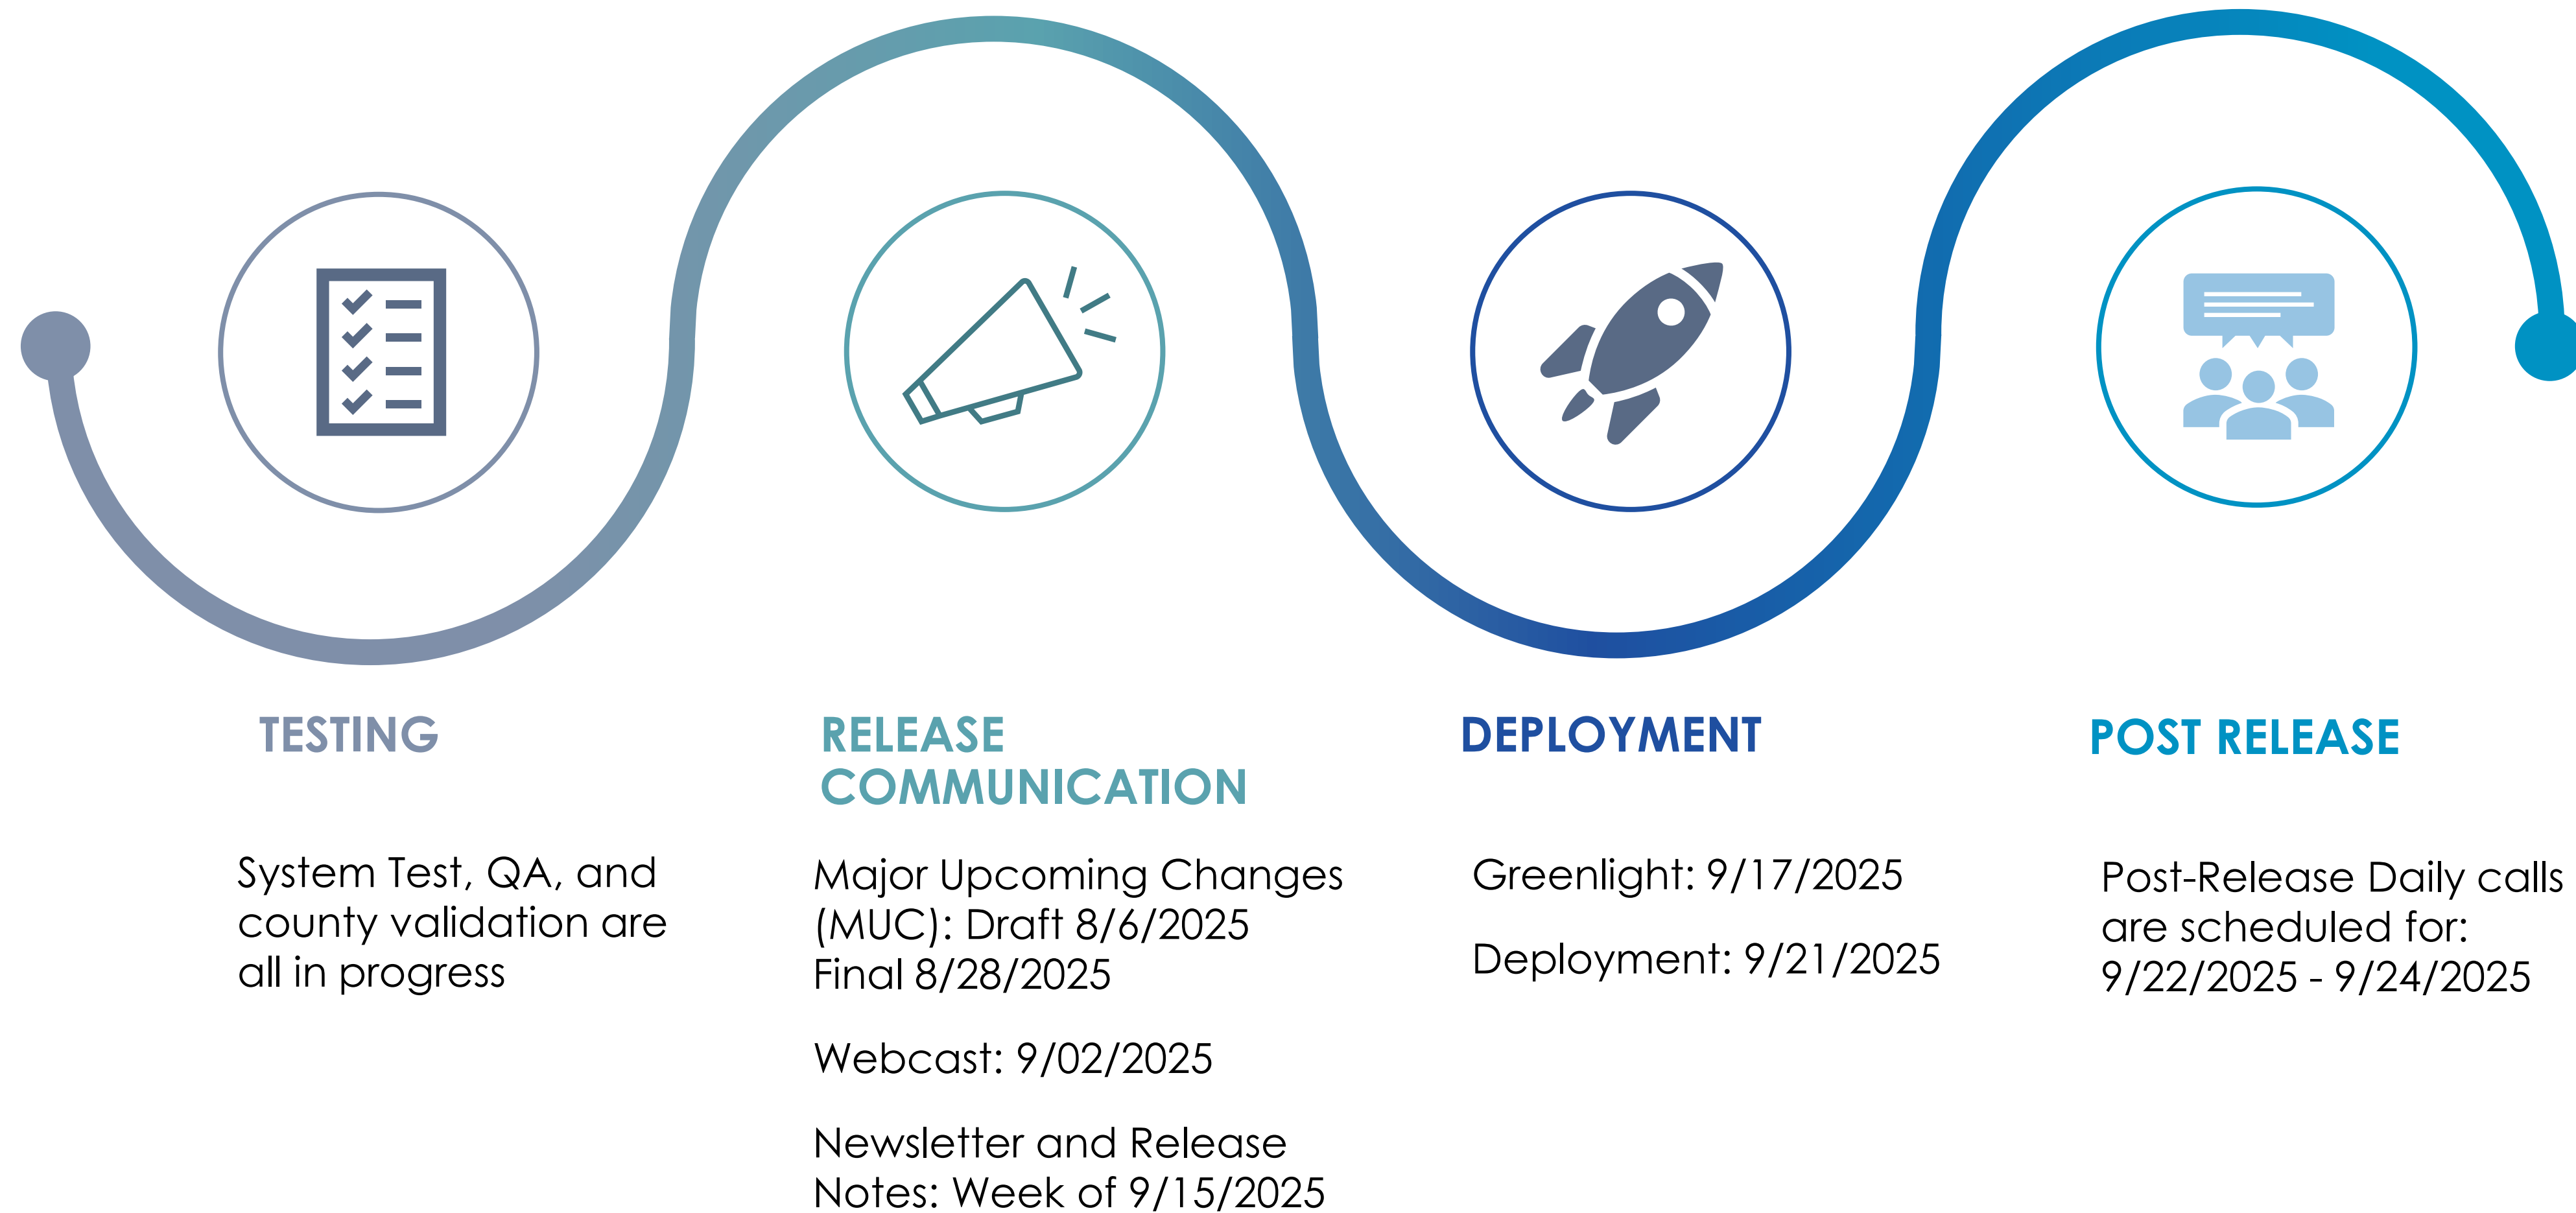 TESTING
System Test, QA, and
county validation are
all in progress
RELEASE
COMMUNICATION
Major Upcoming Changes
(MUC): Draft 8/6/2025
Final 8/28/2025
Webcast: 9/02/2025
Newsletter and Release
Notes: Week of 9/15/2025
DEPLOYMENT
Greenlight: 9/17/2025
Deployment: 9/21/2025
POST RELEASE
Post-Release Daily calls
are scheduled for:
9/22/2025 - 9/24/2025